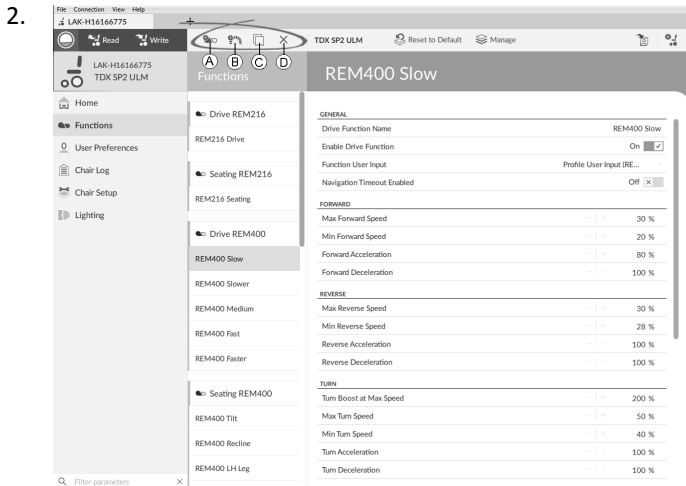 2.
File Connection View Help
LAK-H16166775
Read Write TDX SP2 ULM Reset to Default Manage
A B C D
LAK-H16166775
TDX SP2 ULM
Functions
REM400 Slow
Home
Functions
User Preferences
Chair Log
Chair Setup
Lighting
Filter parameters
Drive REM216
REM216 Drive
Seating REM216
REM216 Seating
Drive REM400
REM400 Slow
REM400 Slower
REM400 Medium
REM400 Fast
REM400 Faster
Seating REM400
REM400 Tilt
REM400 Recline
REM400 LH Leg
GENERAL
Drive Function Name REM400 Slow
Enable Drive Function On
Function User Input Profile User Input (RE...
Navigation Timeout Enabled Off
FORWARD
Max Forward Speed − + 30 %
Min Forward Speed − + 20 %
Forward Acceleration − + 80 %
Forward Deceleration − + 100 %
REVERSE
Max Reverse Speed − + 30 %
Min Reverse Speed − + 28 %
Reverse Acceleration − + 100 %
Reverse Deceleration − + 100 %
TURN
Turn Boost at Max Speed − + 200 %
Max Turn Speed − + 50 %
Min Turn Speed − + 40 %
Turn Acceleration − + 100 %
Turn Deceleration − + 100 %